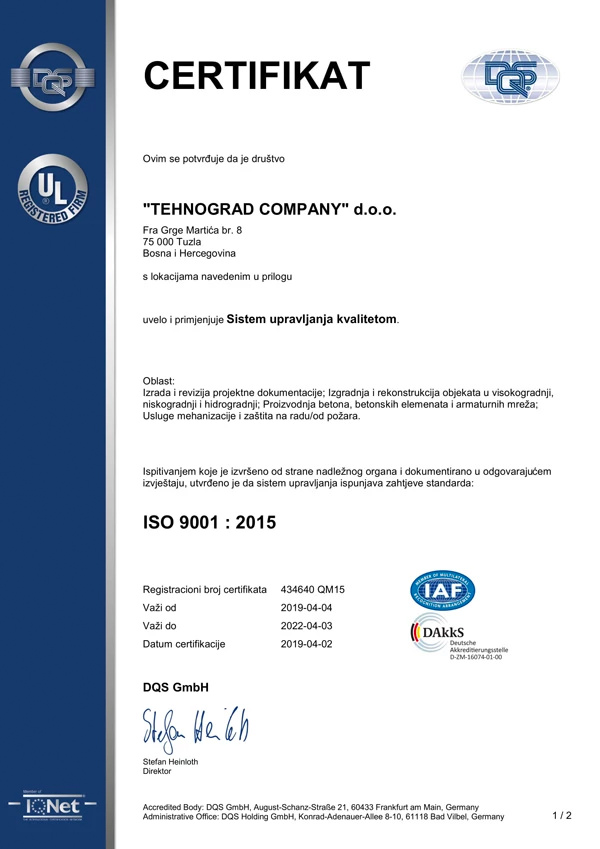 DQS
CERTIFIKAT
DQS
UL
®
REGISTERED FIRM
Ovim se potvrđuje da je društvo
"TEHNOGRAD COMPANY" d.o.o.
Fra Grge Martića br. 8
75 000 Tuzla
Bosna i Hercegovina
s lokacijama navedenim u prilogu
uvelo i primjenjuje Sistem upravljanja kvalitetom.
Oblast:
Izrada i revizija projektne dokumentacije; Izgradnja i rekonstrukcija objekata u visokogradnji,
niskogradnji i hidrogradnji; Proizvodnja betona, betonskih elemenata i armaturnih mreža;
Usluge mehanizacije i zaštita na radu/od požara.
Ispitivanjem koje je izvršeno od strane nadležnog organa i dokumentirano u odgovarajućem
izvještaju, utvrđeno je da sistem upravljanja ispunjava zahtjeve standarda:
ISO 9001 : 2015
Registracioni broj certifikata 434640 QM15
Važi od 2019-04-04
Važi do 2022-04-03
Datum certifikacije 2019-04-02
MEMBER OF MULTILATERAL
IAF
RECOGNITION ARRANGEMENT
DAkkS
Deutsche
Akkreditierungsstelle
D-ZM-16074-01-00
DQS GmbH
Stefan Heinloth
Stefan Heinloth
Direktor
Member of
IQNet
Accredited Body: DQS GmbH, August-Schanz-Straße 21, 60433 Frankfurt am Main, Germany
Administrative Office: DQS Holding GmbH, Konrad-Adenauer-Allee 8-10, 61118 Bad Vilbel, Germany
1 / 2